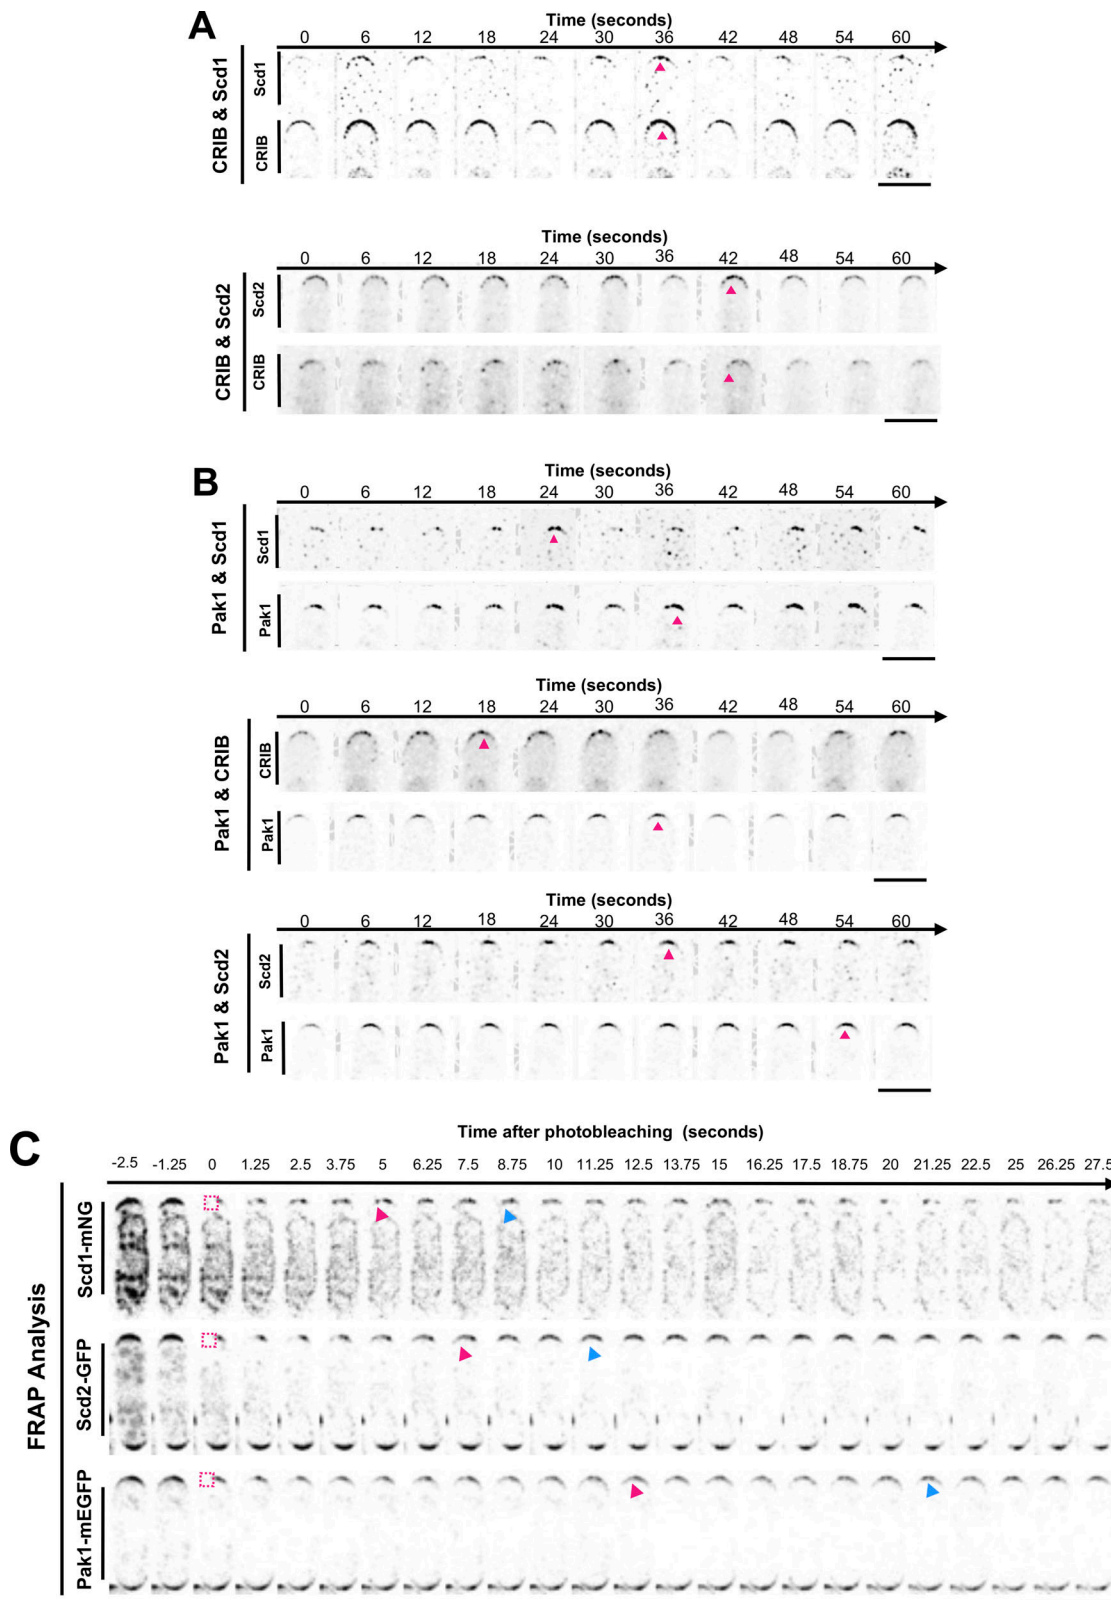 A
Time (seconds)
0 6 12 18 24 30 36 42 48 54 60
CRIB & Scd1
Scd1
CRIB
Time (seconds)
0 6 12 18 24 30 36 42 48 54 60
CRIB & Scd2
Scd2
CRIB
B
Time (seconds)
0 6 12 18 24 30 36 42 48 54 60
Pak1 & Scd1
Scd1
Pak1
Time (seconds)
0 6 12 18 24 30 36 42 48 54 60
Pak1 & CRIB
CRIB
Pak1
Time (seconds)
0 6 12 18 24 30 36 42 48 54 60
Pak1 & Scd2
Scd2
Pak1
C
Time after photobleaching (seconds)
-2.5 -1.25 0 1.25 2.5 3.75 5 6.25 7.5 8.75 10 11.25 12.5 13.75 15 16.25 17.5 18.75 20 21.25 22.5 25 26.25 27.5
FRAP Analysis
Scd1-mNG
Scd2-GFP
Pak1-mEGFP